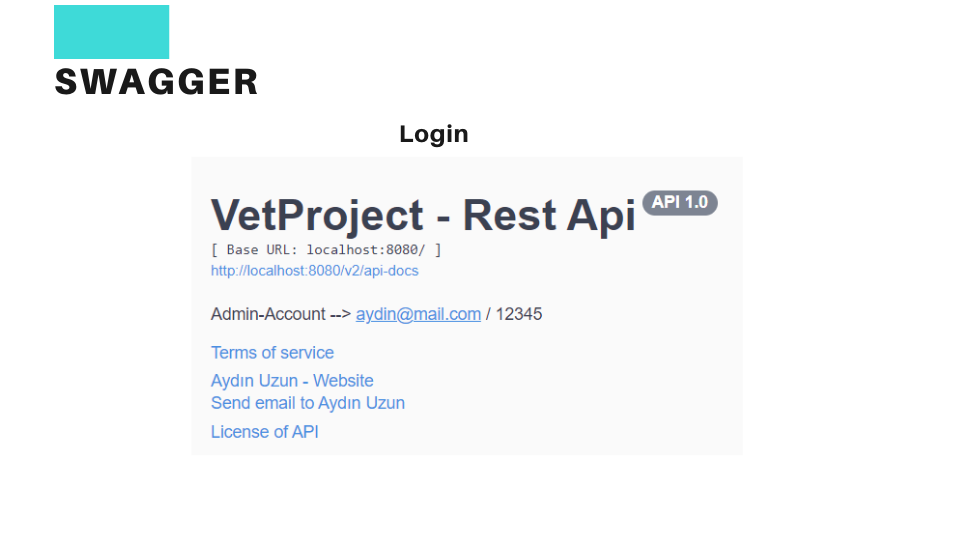 SWAGGER
Login
VetProject - Rest Api API 1.0
[ Base URL: localhost:8080/ ]
http://localhost:8080/v2/api-docs
Admin-Account --> aydin@mail.com / 12345
Terms of service
Aydın Uzun - Website
Send email to Aydın Uzun
License of API